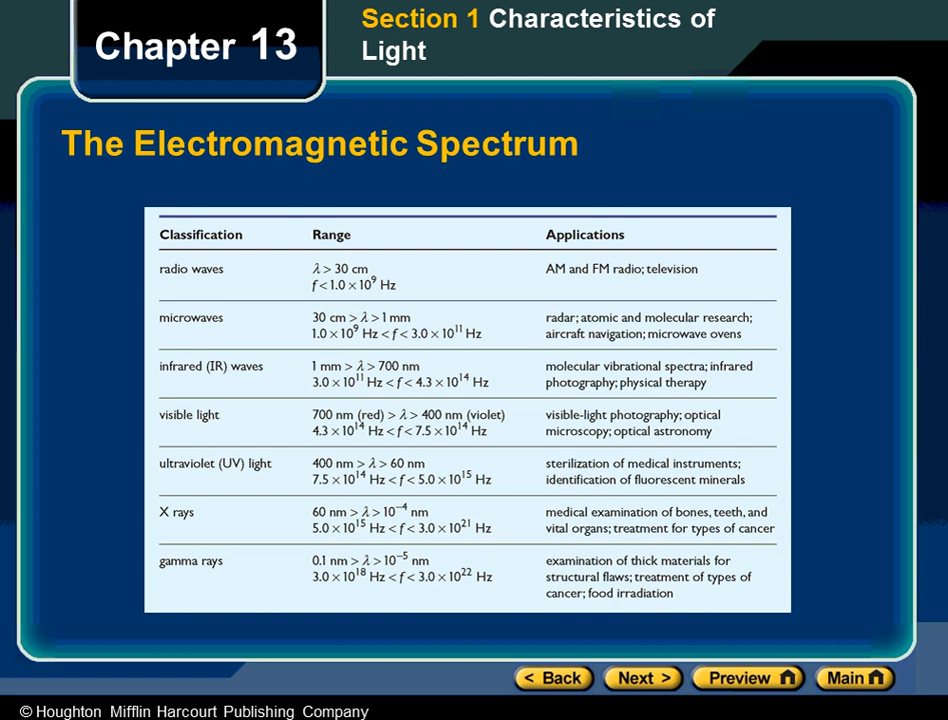 Chapter 13
Section 1 Characteristics of
Light
The Electromagnetic Spectrum
Classification Range Applications
radio waves λ > 30 cm AM and FM radio; television
f < 1.0 × 10⁹ Hz
microwaves 30 cm > λ > 1 mm radar; atomic and molecular research;
1.0 × 10⁹ Hz < f < 3.0 × 10¹¹ Hz aircraft navigation; microwave ovens
infrared (IR) waves 1 mm > λ > 700 nm molecular vibrational spectra; infrared
3.0 × 10¹¹ Hz < f < 4.3 × 10¹⁴ Hz photography; physical therapy
visible light 700 nm (red) > λ > 400 nm (violet) visible-light photography; optical
4.3 × 10¹⁴ Hz < f < 7.5 × 10¹⁴ Hz microscopy; optical astronomy
ultraviolet (UV) light 400 nm > λ > 60 nm sterilization of medical instruments;
7.5 × 10¹⁴ Hz < f < 5.0 × 10¹⁵ Hz identification of fluorescent minerals
X rays 60 nm > λ > 10⁻⁴ nm medical examination of bones, teeth, and
5.0 × 10¹⁵ Hz < f < 3.0 × 10²¹ Hz vital organs; treatment for types of cancer
gamma rays 0.1 nm > λ > 10⁻⁵ nm examination of thick materials for
3.0 × 10¹⁸ Hz < f < 3.0 × 10²² Hz structural flaws; treatment of types of
cancer; food irradiation
< Back Next > Preview Main
© Houghton Mifflin Harcourt Publishing Company